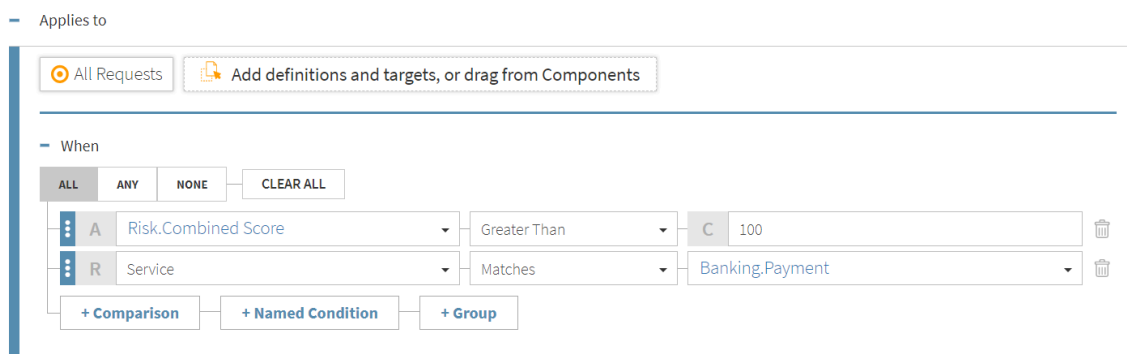 Applies to
All Requests Add definitions and targets, or drag from Components
When
ALL ANY NONE CLEAR ALL
A Risk.Combined Score Greater Than C 100
R Service Matches Banking.Payment
+ Comparison + Named Condition + Group